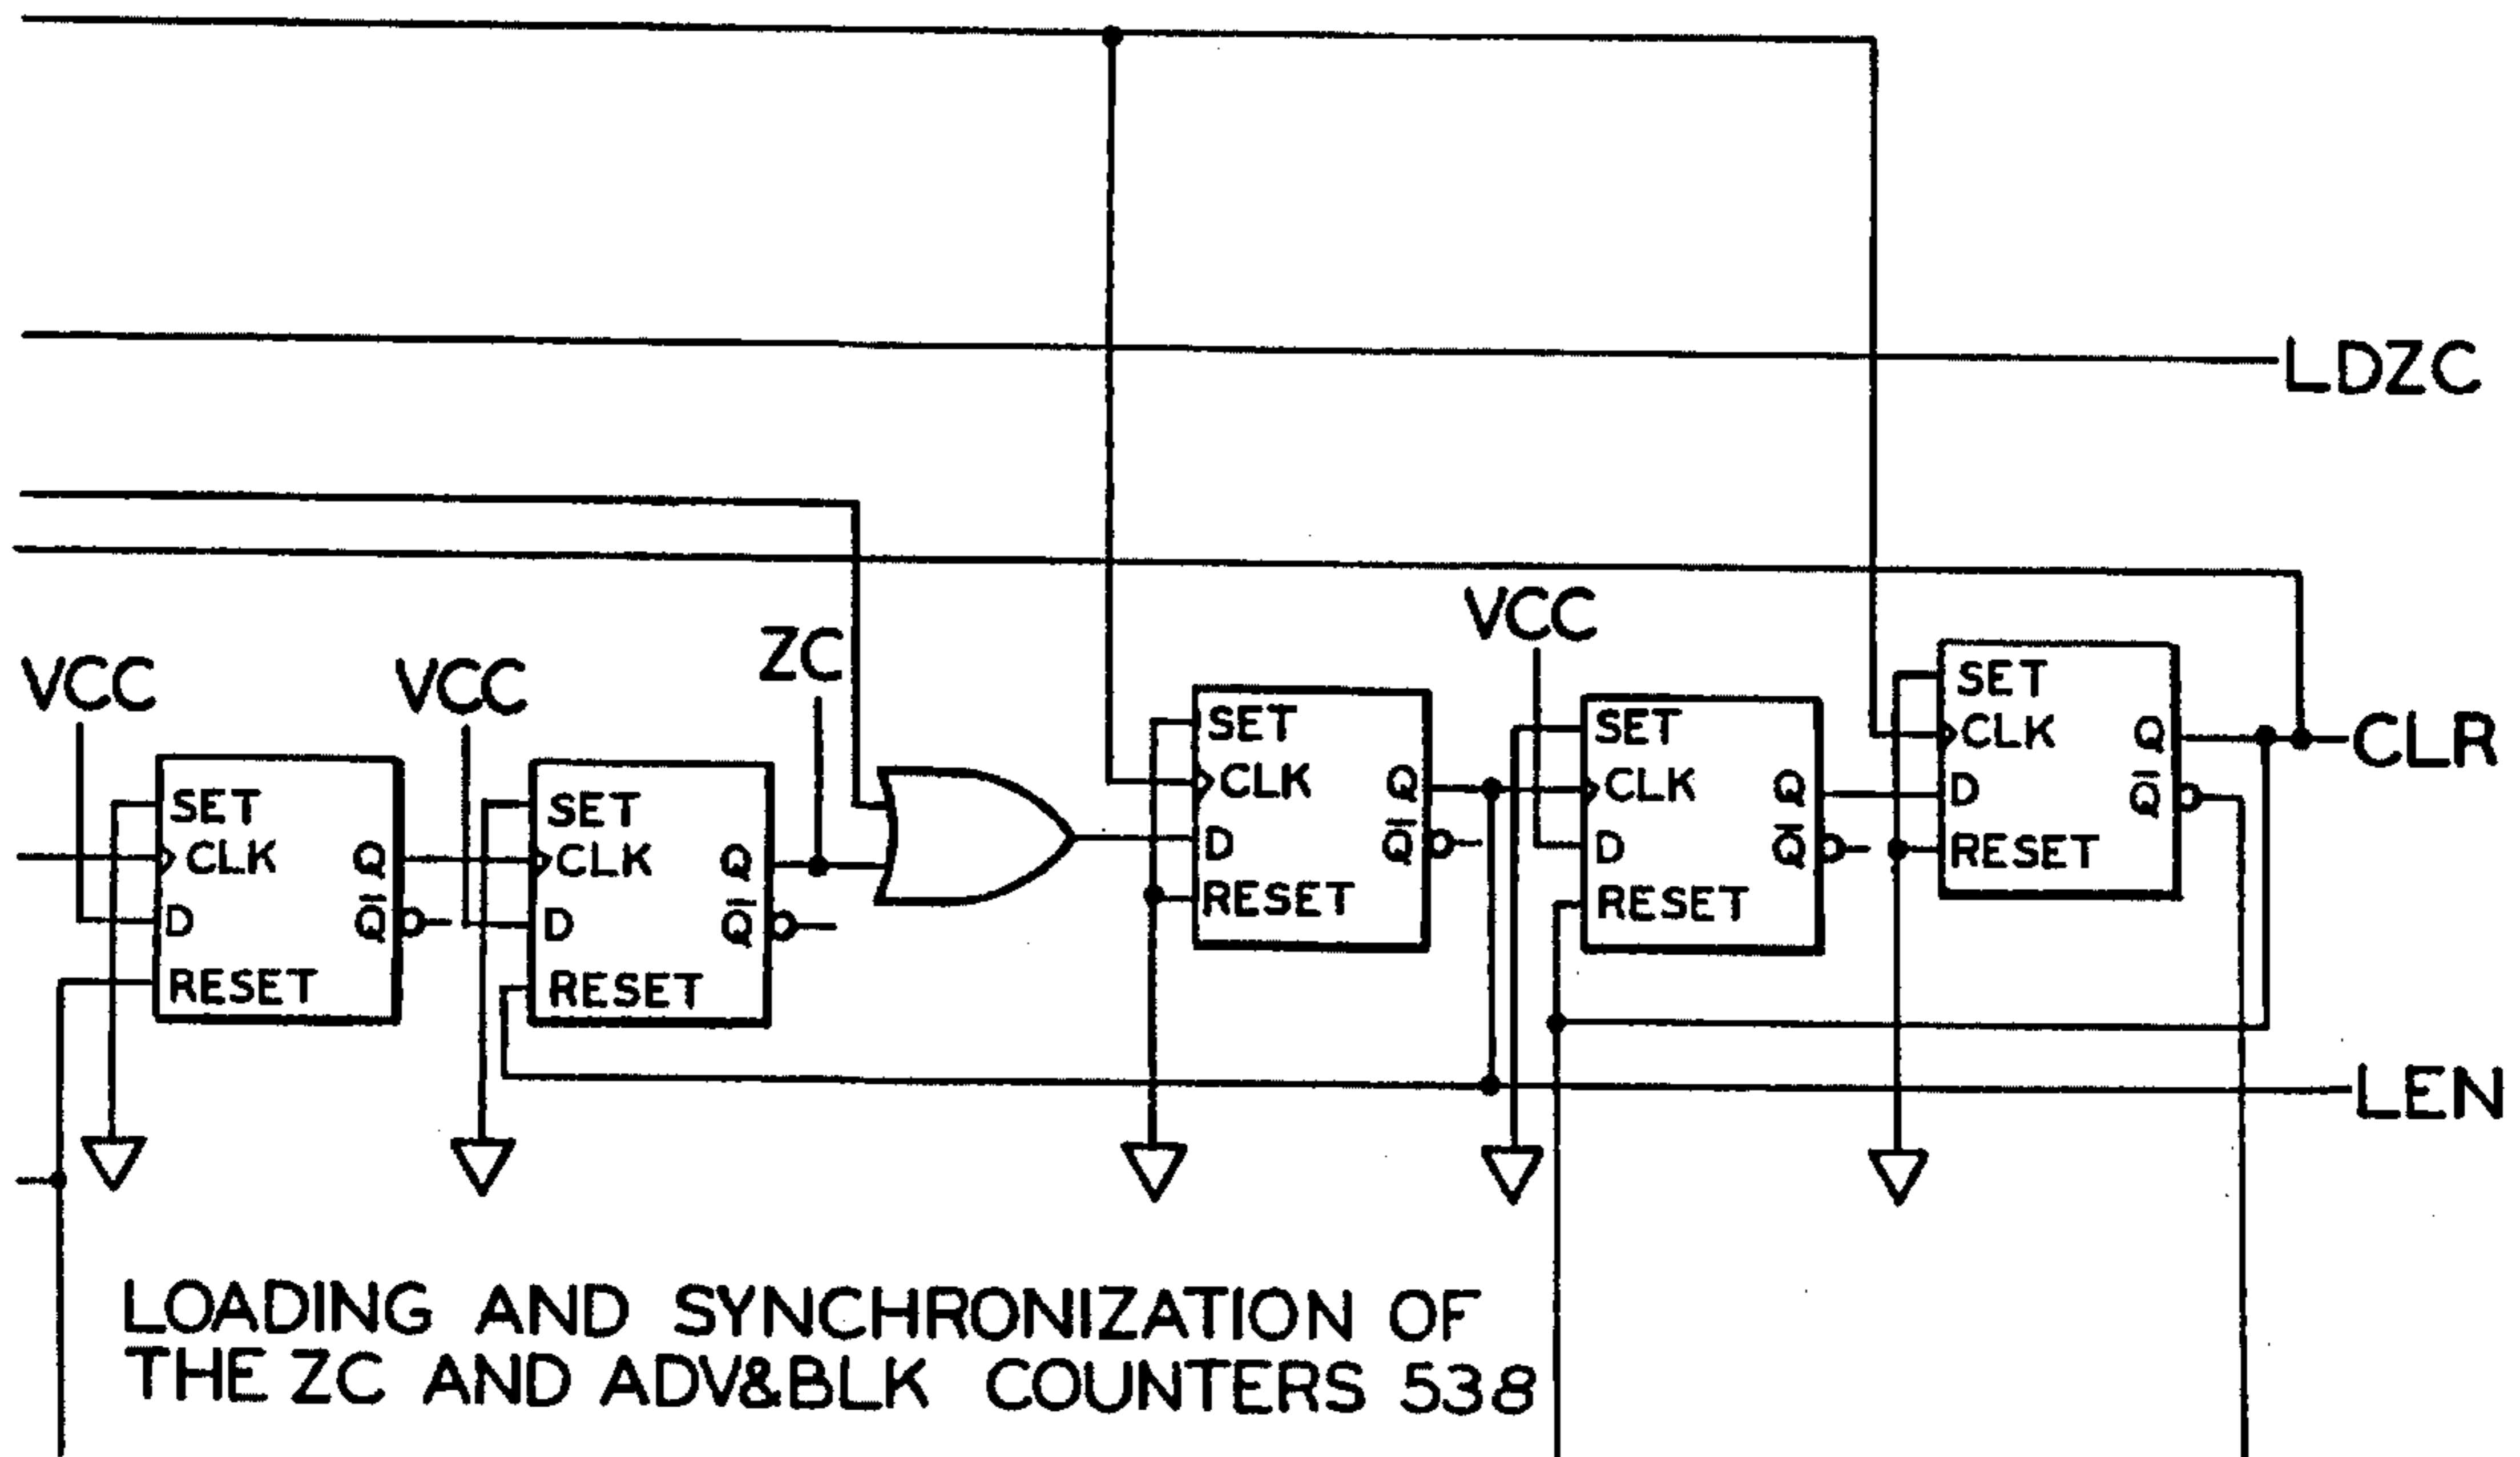 LDZC
VCC
VCC
ZC
VCC
CLR
SET
CLK
D
RESET
Q
Q̅
SET
CLK
D
RESET
Q
Q̅
SET
CLK
D
RESET
Q
Q̅
SET
CLK
D
RESET
Q
Q̅
SET
CLK
D
RESET
Q
Q̅
LEN
LOADING AND SYNCHRONIZATION OF
THE ZC AND ADV&BLK COUNTERS 538